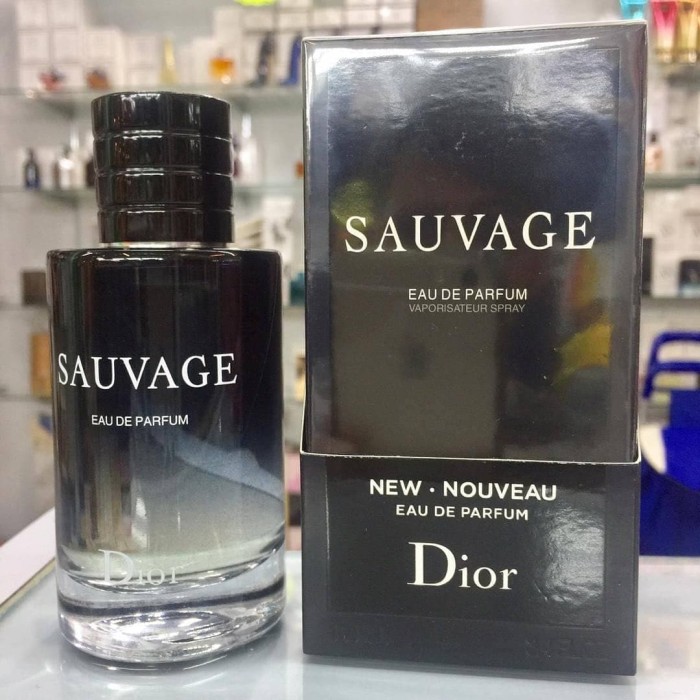 SAUVAGE
EAU DE PARFUM
Dior
SAUVAGE
EAU DE PARFUM
VAPORISATEUR SPRAY
NEW · NOUVEAU
EAU DE PARFUM
Dior